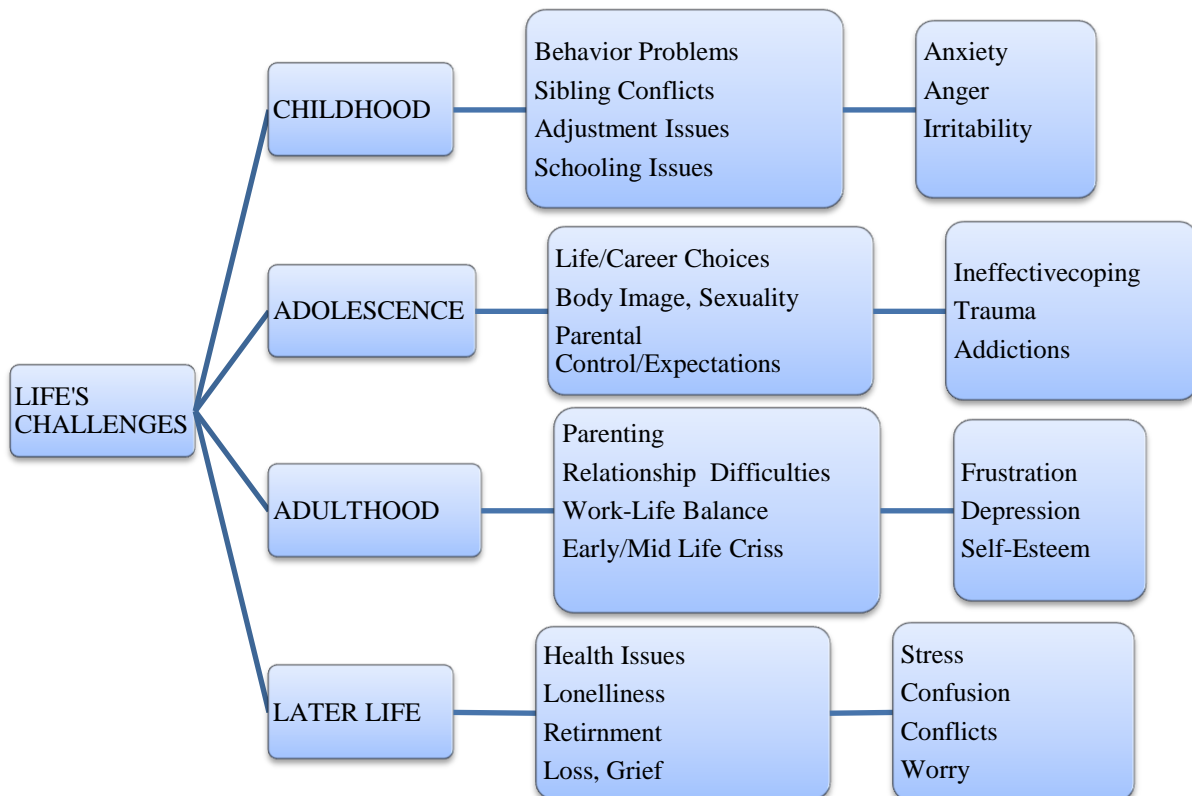 LIFE'S
CHALLENGES
CHILDHOOD
Behavior Problems
Sibling Conflicts
Adjustment Issues
Schooling Issues
Anxiety
Anger
Irritability
ADOLESCENCE
Life/Career Choices
Body Image, Sexuality
Parental
Control/Expectations
Ineffectivecoping
Trauma
Addictions
ADULTHOOD
Parenting
Relationship  Difficulties
Work-Life Balance
Early/Mid Life Criss
Frustration
Depression
Self-Esteem
LATER LIFE
Health Issues
Lonelliness
Retirnment
Loss, Grief
Stress
Confusion
Conflicts
Worry